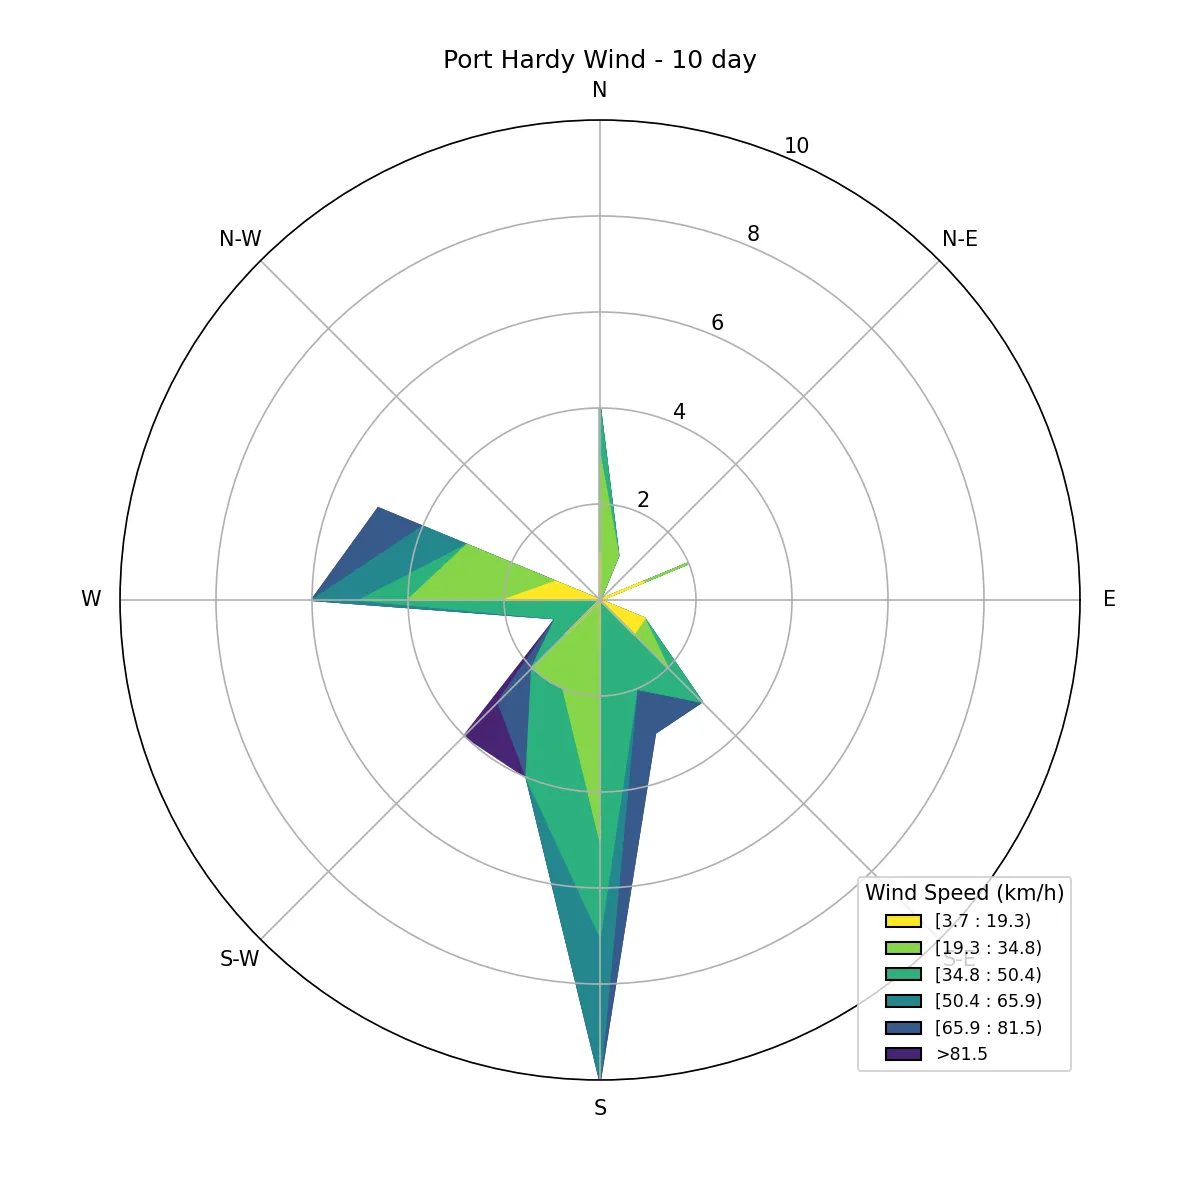 Port Hardy Wind - 10 day
N
10
N-W
N-E
8
6
4
2
W
E
Wind Speed (km/h)
[3.7 : 19.3)
[19.3 : 34.8)
S-W
S-E
[34.8 : 50.4)
[50.4 : 65.9)
[65.9 : 81.5)
>81.5
S